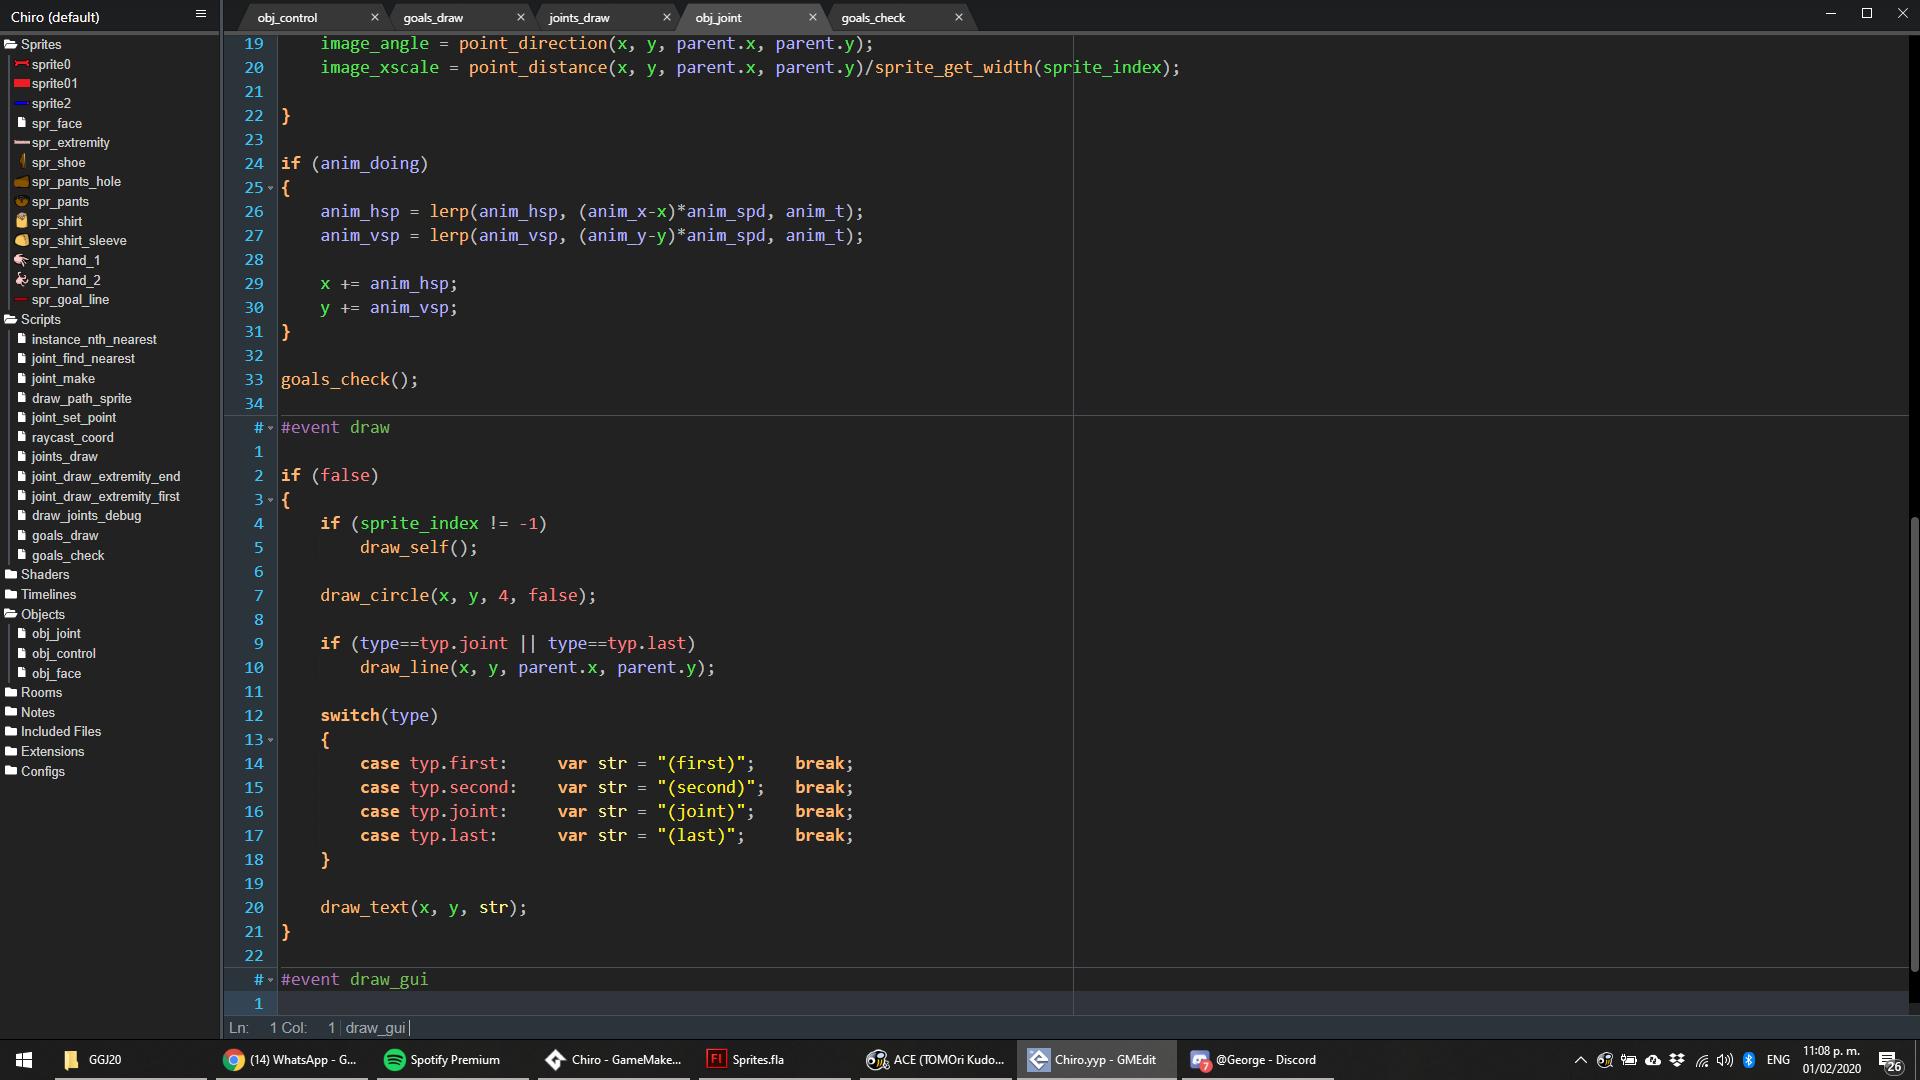 Chiro (default)
obj_control
goals_draw
joints_draw
obj_joint
goals_check
Sprites
sprite0
sprite01
sprite2
spr_face
spr_extremity
spr_shoe
spr_pants_hole
spr_pants
spr_shirt
spr_shirt_sleeve
spr_hand_1
spr_hand_2
spr_goal_line
Scripts
instance_nth_nearest
joint_find_nearest
joint_make
draw_path_sprite
joint_set_point
raycast_coord
joints_draw
joint_draw_extremity_end
joint_draw_extremity_first
draw_joints_debug
goals_draw
goals_check
Shaders
Timelines
Objects
obj_joint
obj_control
obj_face
Rooms
Notes
Included Files
Extensions
Configs
19 image_angle = point_direction(x, y, parent.x, parent.y);
20 image_xscale = point_distance(x, y, parent.x, parent.y)/sprite_get_width(sprite_index);
21
22 }
23
24 if (anim_doing)
25 {
26 anim_hsp = lerp(anim_hsp, (anim_x-x)*anim_spd, anim_t);
27 anim_vsp = lerp(anim_vsp, (anim_y-y)*anim_spd, anim_t);
28
29 x += anim_hsp;
30 y += anim_vsp;
31 }
32
33 goals_check();
34
# #event draw
1
2 if (false)
3 {
4 if (sprite_index != -1)
5 draw_self();
6
7 draw_circle(x, y, 4, false);
8
9 if (type==typ.joint || type==typ.last)
10 draw_line(x, y, parent.x, parent.y);
11
12 switch(type)
13 {
14 case typ.first: var str = "(first)"; break;
15 case typ.second: var str = "(second)"; break;
16 case typ.joint: var str = "(joint)"; break;
17 case typ.last: var str = "(last)"; break;
18 }
19
20 draw_text(x, y, str);
21 }
22
# #event draw_gui
1
Ln: 1 Col: 1 draw_gui
GGJ20
(14) WhatsApp - G...
Spotify Premium
Chiro - GameMake...
Fl Sprites.fla
ACE (TOMOri Kudo...
Chiro.yyp - GMEdit
7 @George - Discord
ENG
11:08 p. m.
01/02/2020
26